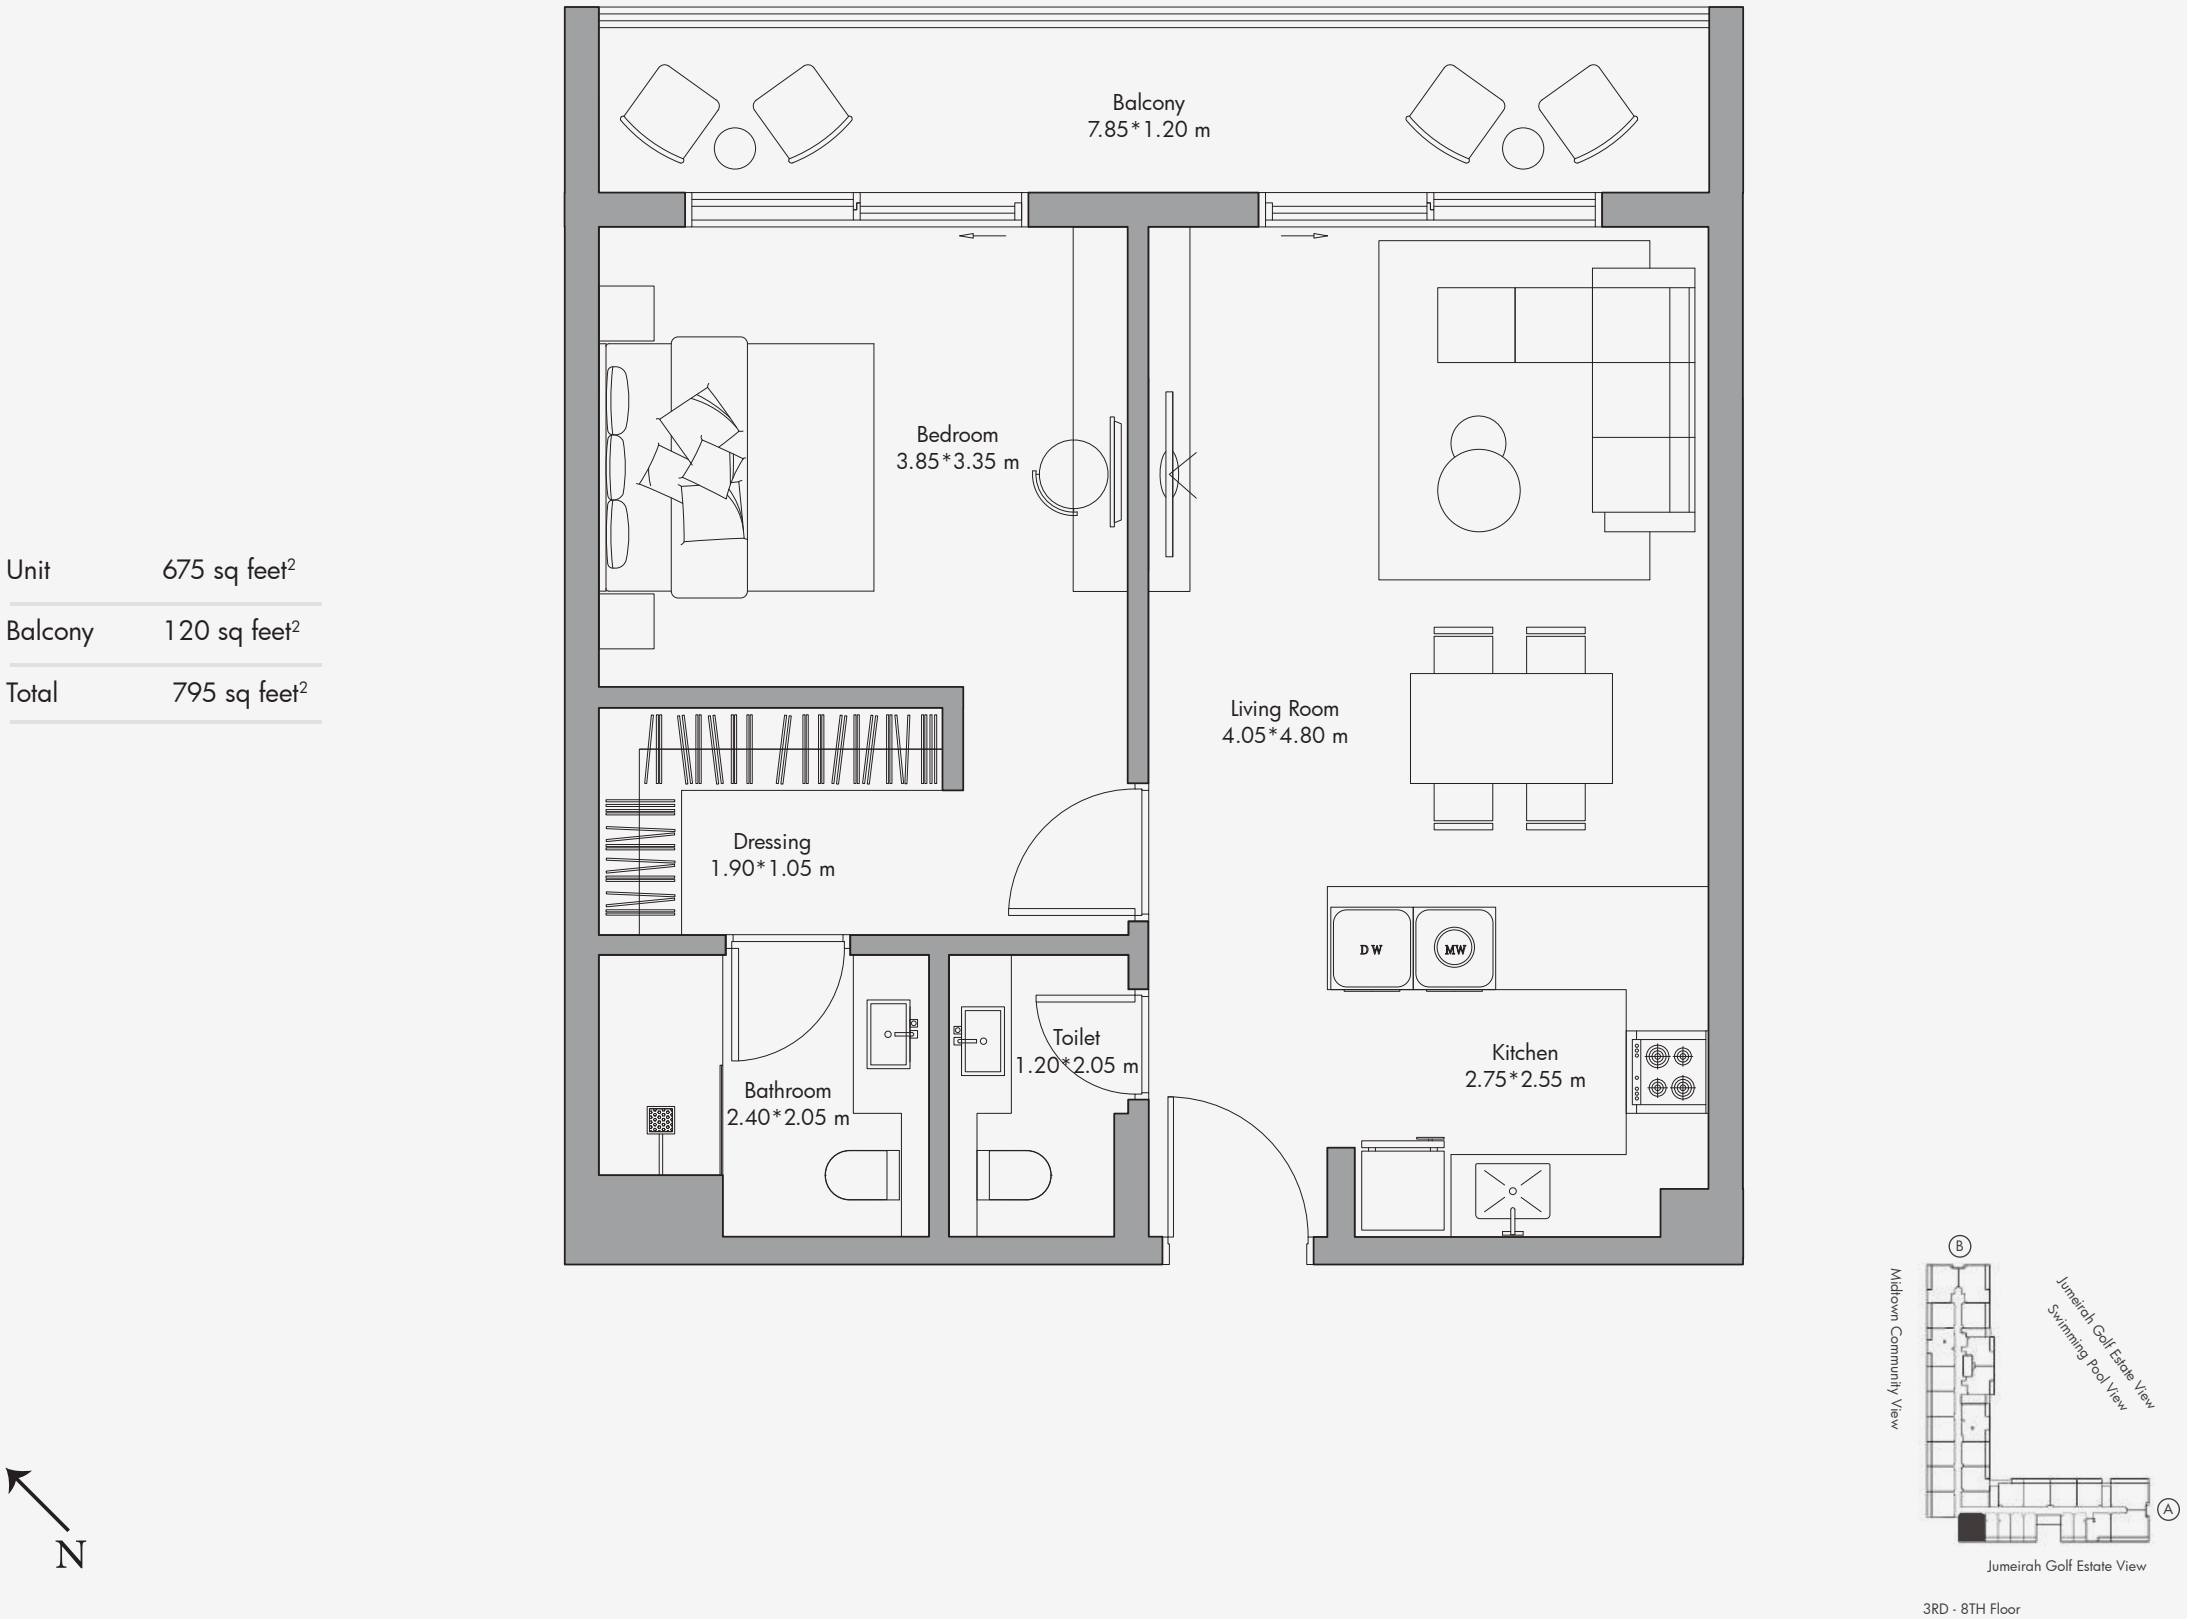 Balcony
7.85*1.20 m
Bedroom
3.85*3.35 m
Unit 675 sq feet²
Balcony 120 sq feet²
Total 795 sq feet²
Living Room
4.05*4.80 m
Dressing
1.90*1.05 m
DW MW
Toilet
1.20*2.05 m
Kitchen
2.75*2.55 m
Bathroom
2.40*2.05 m
B
Midtown Community View
Jumeirah Golf Estate View
Swimming Pool View
A
N
Jumeirah Golf Estate View
3RD - 8TH Floor